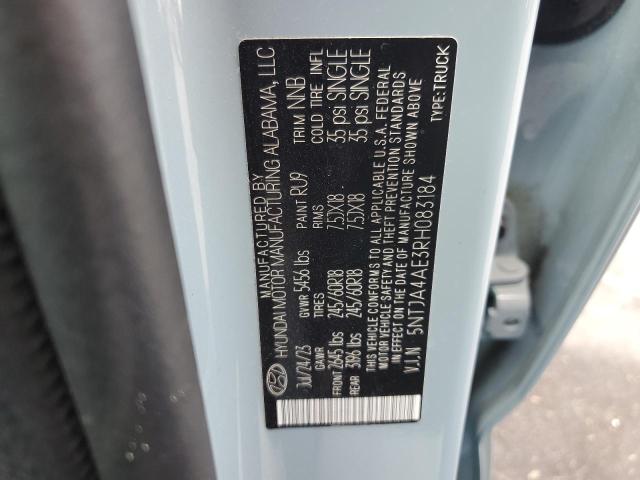 MANUFACTURED BY
HYUNDAI MOTOR MANUFACTURING ALABAMA, LLC
Jul/24/23 GVWR 5456 lbs PAINT RU9 TRIM NNB
GAWR TIRES RIMS COLD TIRE INFL
FRONT 2645 lbs 245/60R18 7.5JX18 35 psi SINGLE
REAR 3196 lbs 245/60R18 7.5JX18 35 psi SINGLE
THIS VEHICLE CONFORMS TO ALL APPLICABLE U.S.A. FEDERAL
MOTOR VEHICLE SAFETY AND THEFT PREVENTION STANDARDS
IN EFFECT ON THE DATE OF MANUFACTURE SHOWN ABOVE
V.I.N 5NTJA4AE3RH083184 TYPE:TRUCK